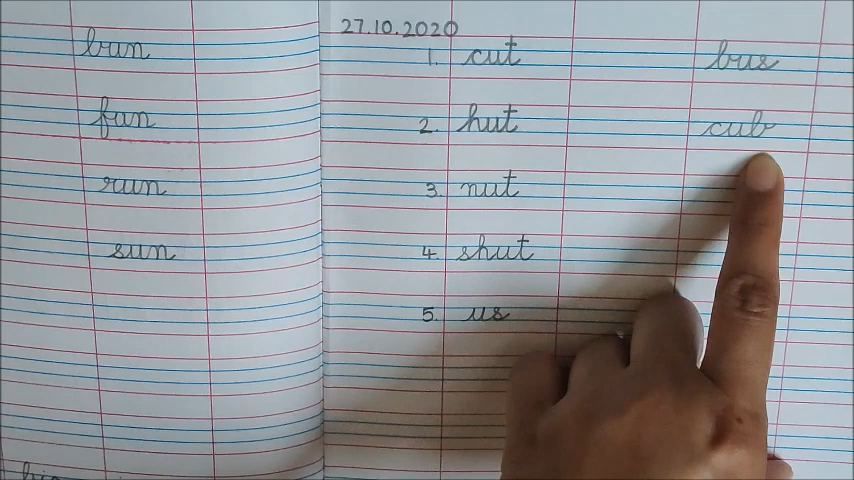 bun
fun
run
sun
27.10.2020
1. cut bus
2. hut cub
3. nut
4. shut
5. us